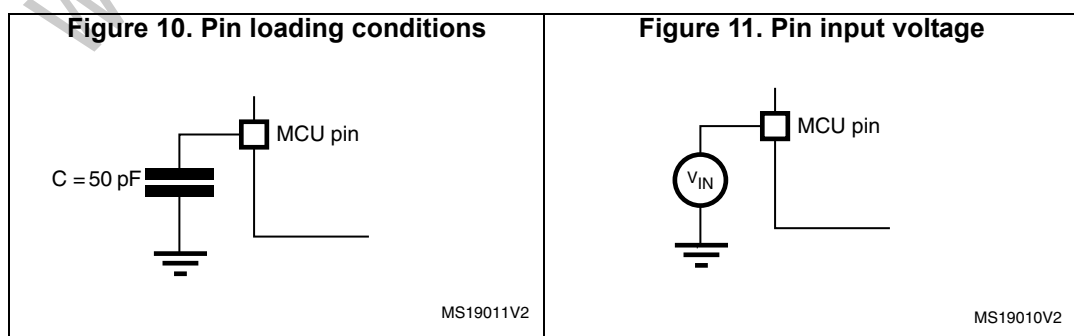 Figure 10. Pin loading conditions
MCU pin
C = 50 pF
MS19011V2
Figure 11. Pin input voltage
MCU pin
VIN
MS19010V2